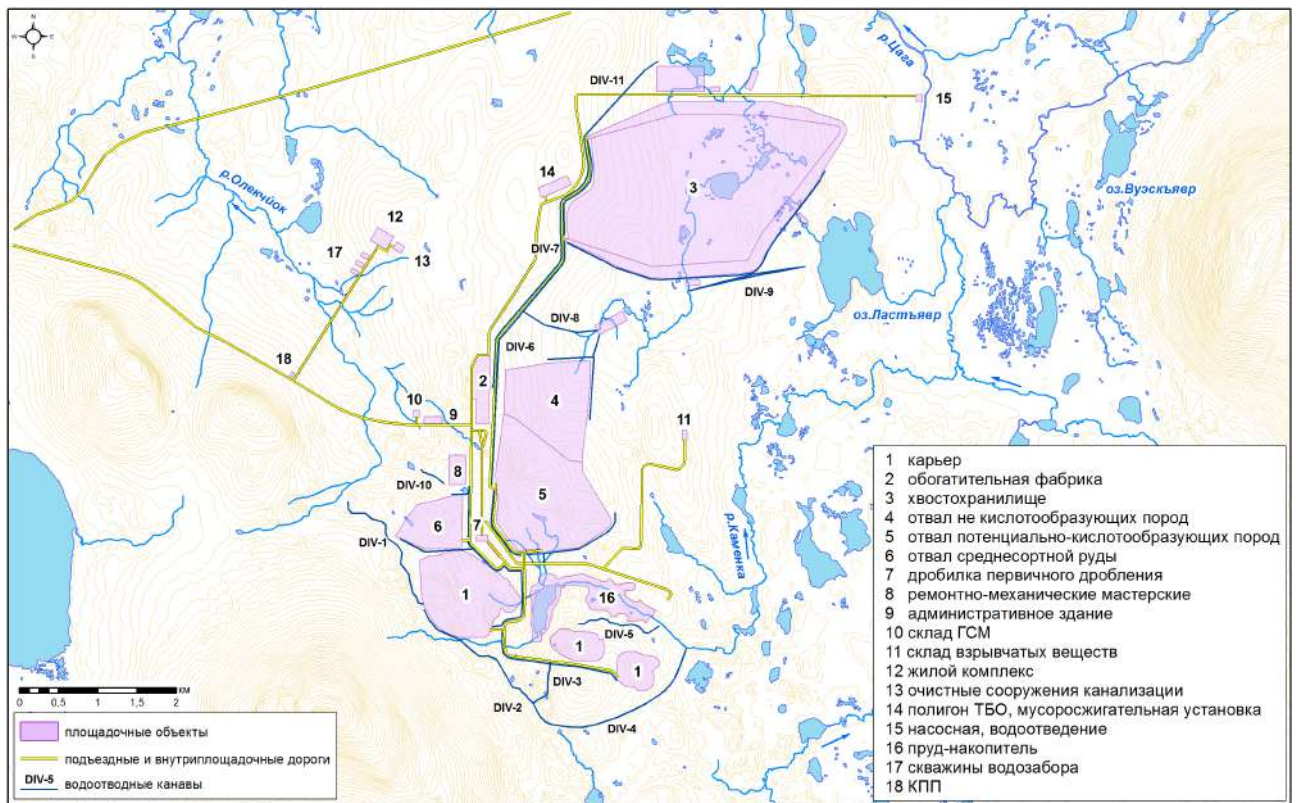 N
W E
S
DIV-11
р.Цага
15
14
3
р.Олекчйок
оз.Вуэскъявр
12
17
13
DIV-7
DIV-9
оз.Ластъявр
DIV-8
DIV-6
18
2
4
10
9
11
8
DIV-10
5
6
7
DIV-1
р.Каменка
1
16
DIV-5
1
1
DIV-3
DIV-2
DIV-4
км
0 0,5 1 1,5 2
площадочные объекты
подъездные и внутриплощадочные дороги
DIV-5 водоотводные канавы
1 карьер
2 обогатительная фабрика
3 хвостохранилище
4 отвал не кислотообразующих пород
5 отвал потенциально-кислотообразующих пород
6 отвал среднесортной руды
7 дробилка первичного дробления
8 ремонтно-механические мастерские
9 административное здание
10 склад ГСМ
11 склад взрывчатых веществ
12 жилой комплекс
13 очистные сооружения канализации
14 полигон ТБО, мусоросжигательная установка
15 насосная, водоотведение
16 пруд-накопитель
17 скважины водозабора
18 КПП